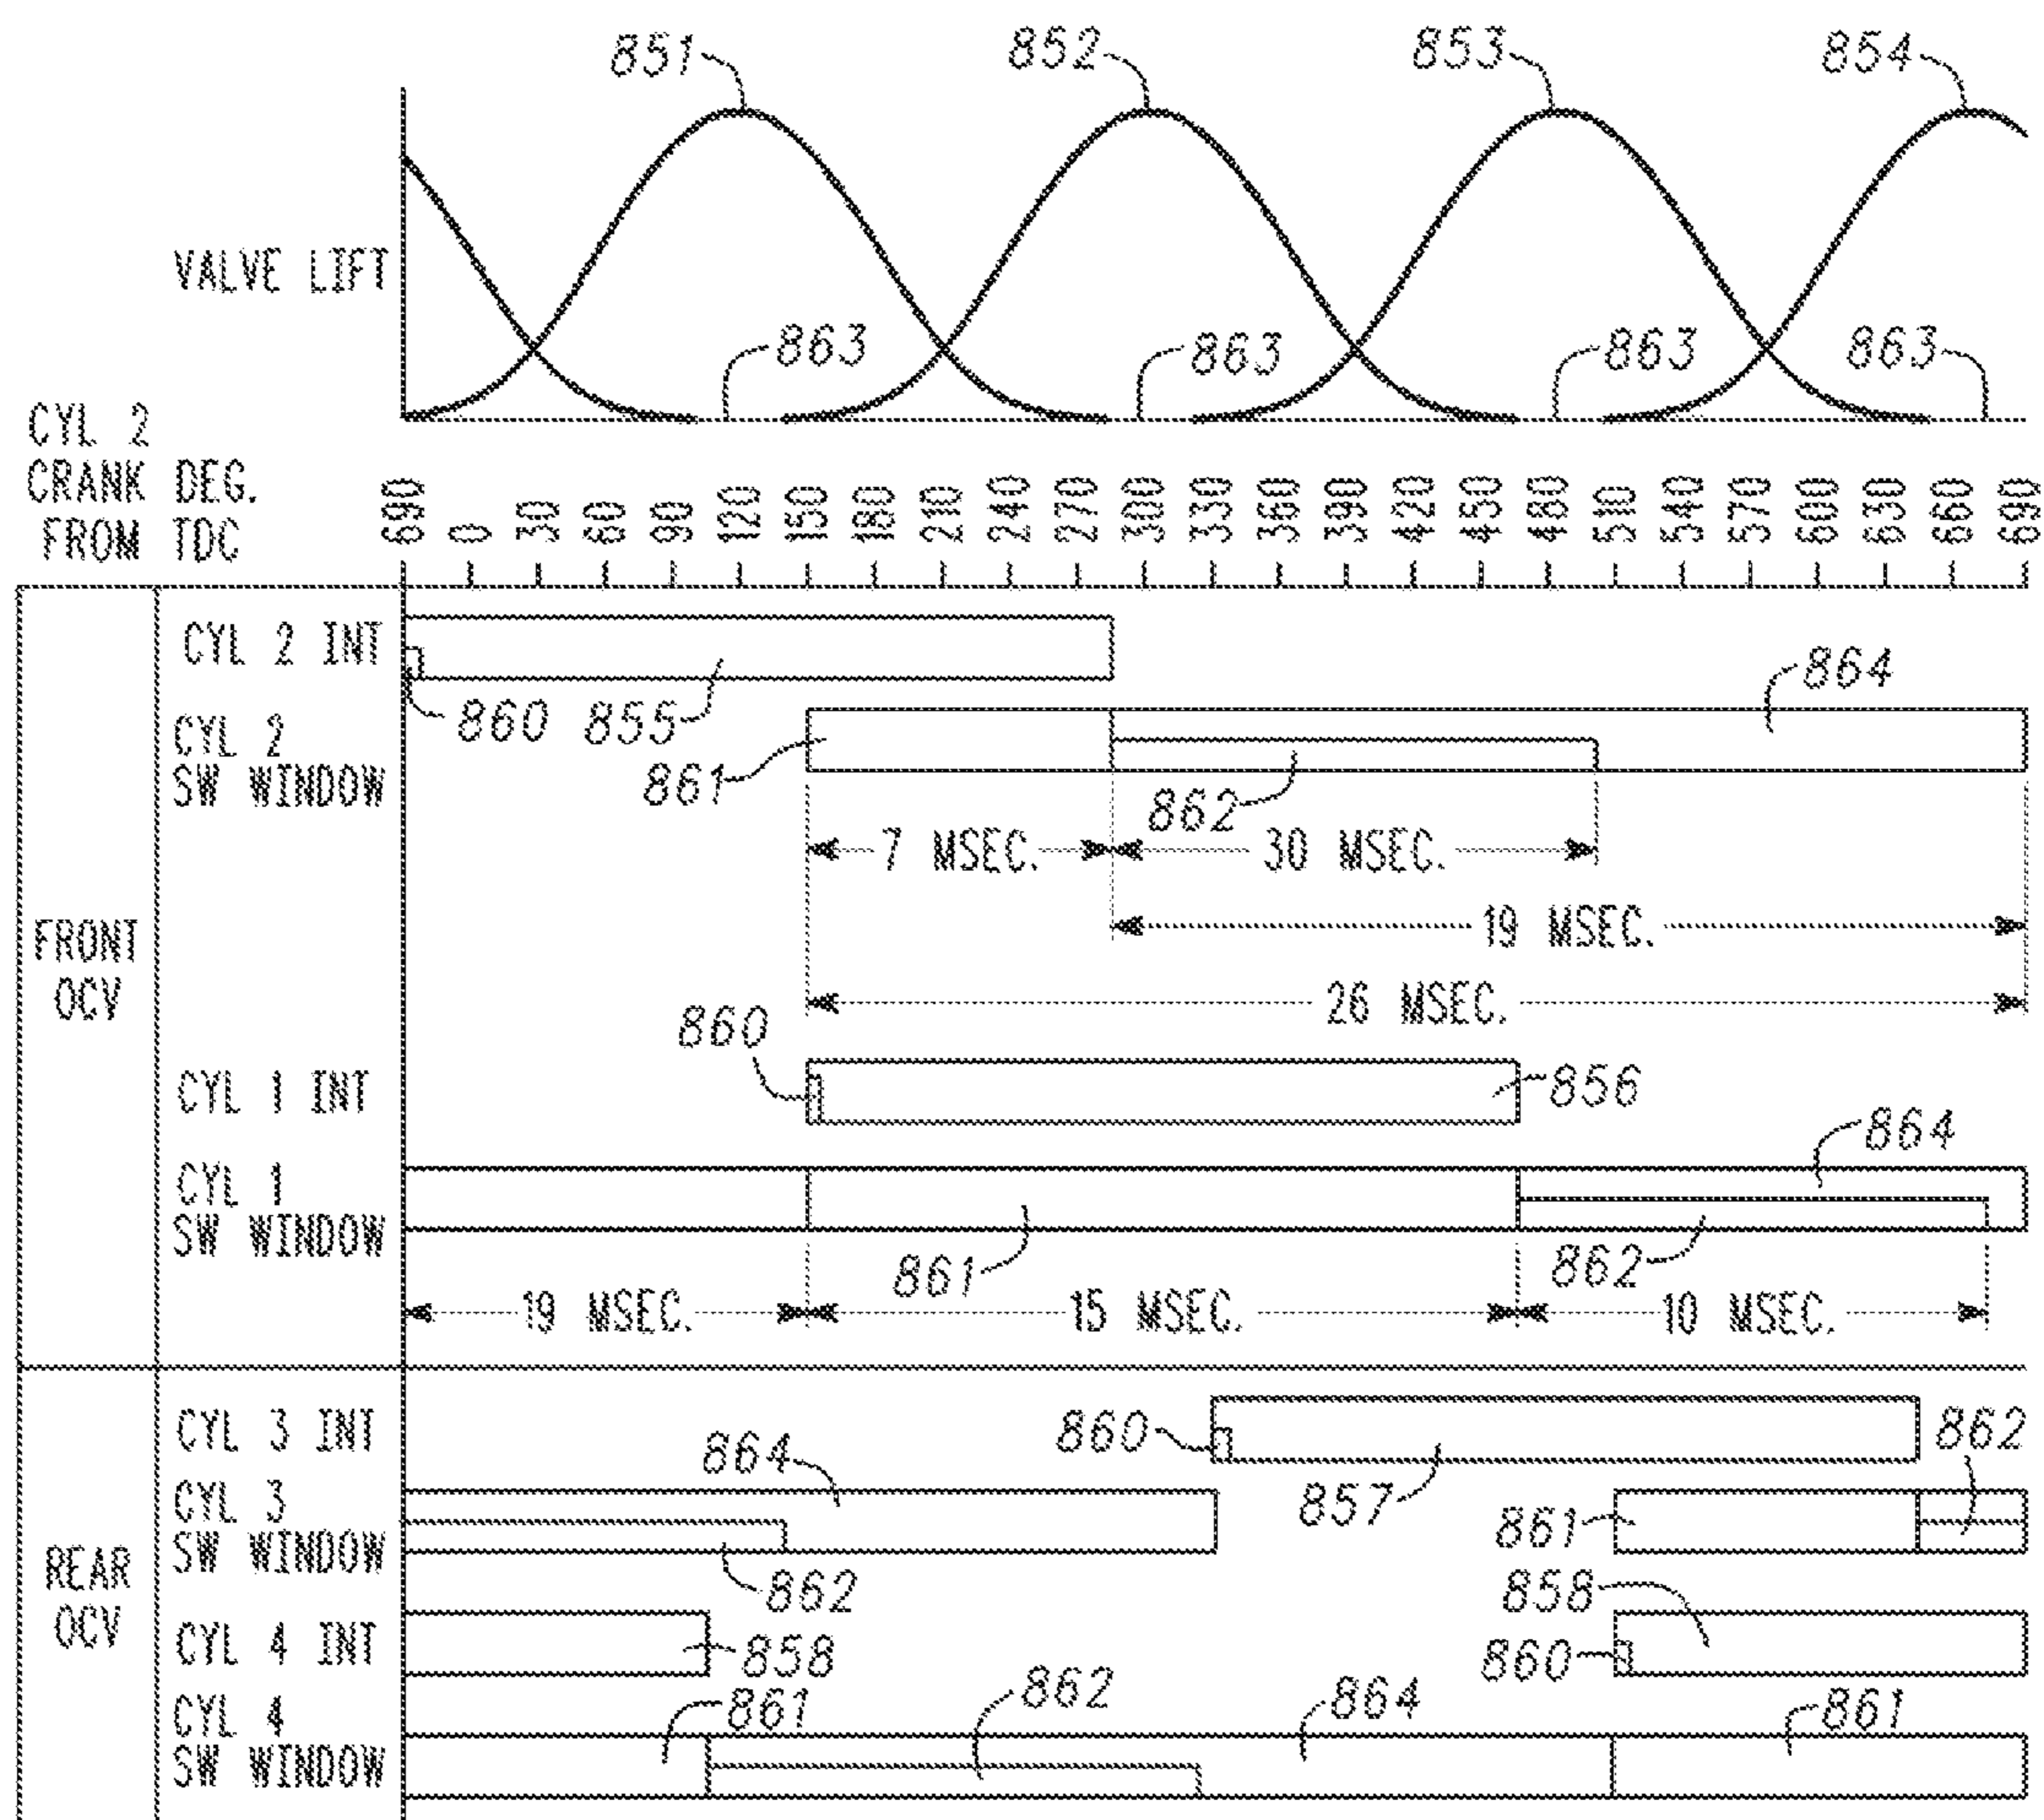 851 852 853 854
VALVE LIFT
863 863 863 863
CYL 2
CRANK DEG.
FROM TDC
690 0 30 60 90 120 150 180 210 240 270 300 330 360 390 420 450 480 510 540 570 600 630 660 690
FRONT
OCV
CYL 2 INT
860 855
864
CYL 2
SW WINDOW
861
862
7 MSEC. 30 MSEC.
19 MSEC.
26 MSEC.
860
CYL 1 INT
856
864
CYL 1
SW WINDOW
861
862
19 MSEC. 15 MSEC. 10 MSEC.
REAR
OCV
CYL 3 INT
860
857
862
864
CYL 3
SW WINDOW
861
862
858
CYL 4 INT
858
860
861 862 864 861
CYL 4
SW WINDOW